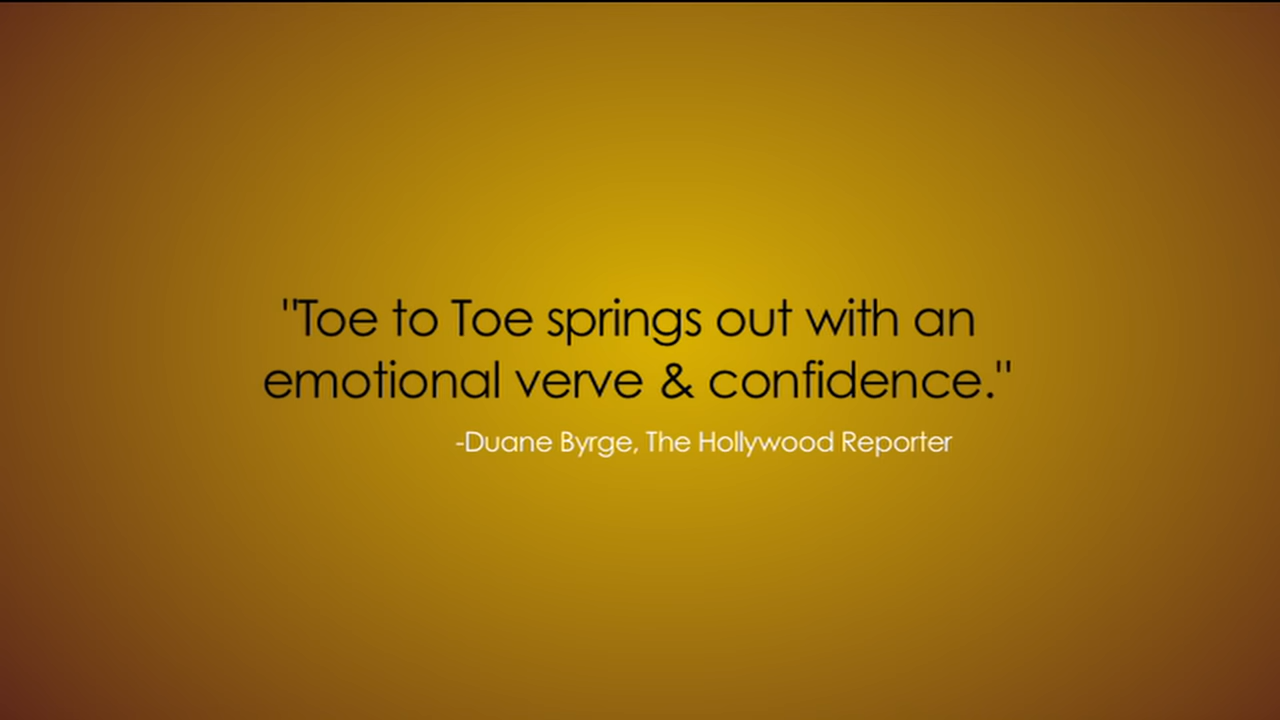 "Toe to Toe springs out with an
emotional verve & confidence."
-Duane Byrge, The Hollywood Reporter